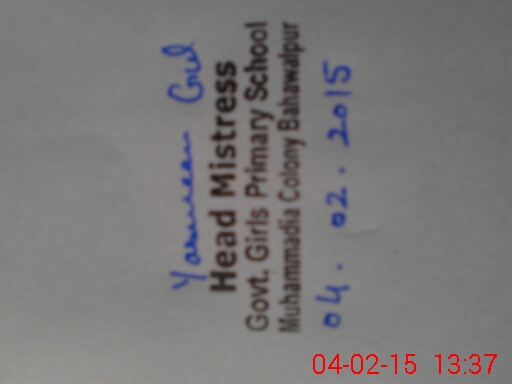 Yasmeen Gul
Head Mistress
Govt. Girls Primary School
Muhammadia Colony Bahawalpur
04.02.2015
04-02-15 13:37